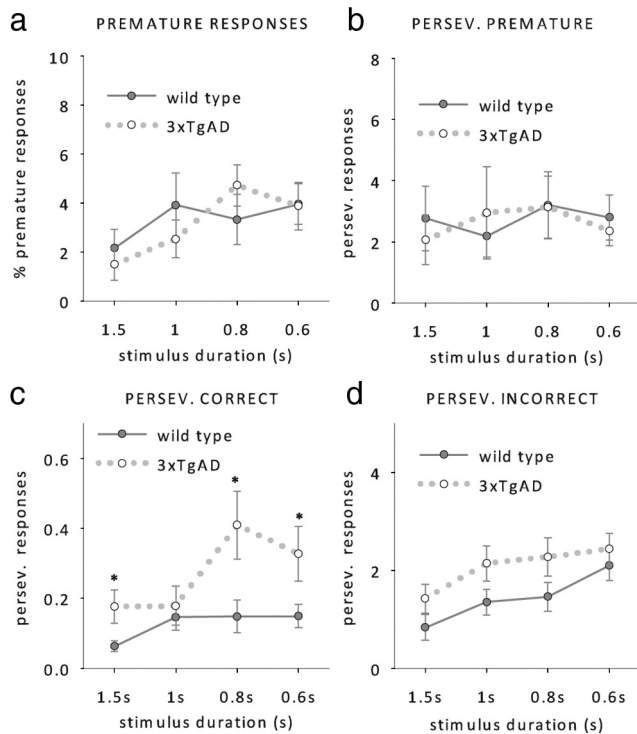 a PREMATURE RESPONSES
10
8
6
4
2
0
% premature responses
wild type
3xTgAD
1.5 1 0.8 0.6
stimulus duration (s)
b PERSEV. PREMATURE
8
6
4
2
0
persev. responses
wild type
3xTgAD
1.5 1 0.8 0.6
stimulus duration (s)
c PERSEV. CORRECT
0.6
0.4
0.2
0.0
persev. responses
wild type
3xTgAD
*
*
*
1.5s 1s 0.8s 0.6s
stimulus duration (s)
d PERSEV. INCORRECT
4
2
0
persev. responses
wild type
3xTgAD
1.5s 1s 0.8s 0.6s
stimulus duration (s)